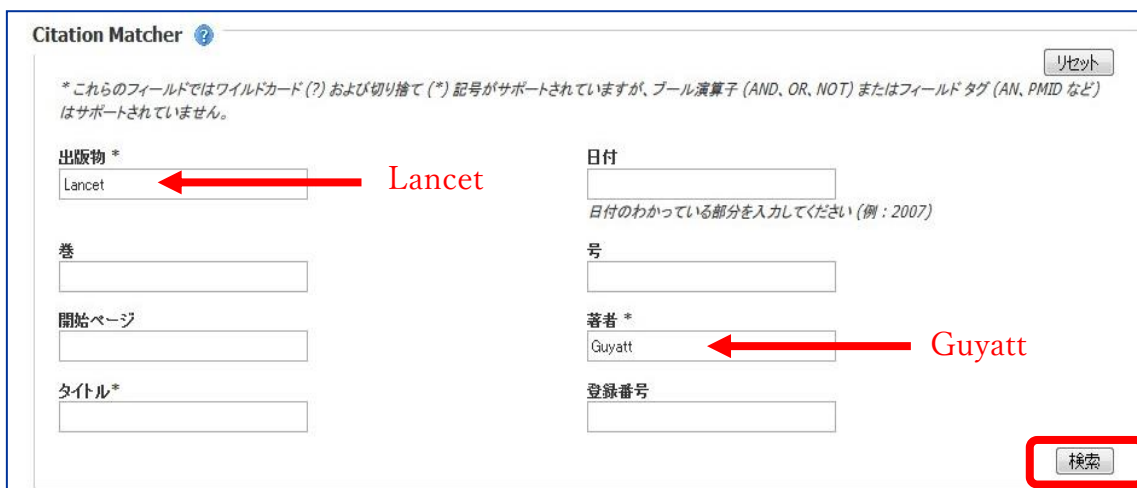 Citation Matcher ?
リセット
* これらのフィールドではワイルドカード (?) および切り捨て (*) 記号がサポートされていますが、ブール演算子 (AND、OR、NOT) またはフィールド タグ (AN、PMID など)
はサポートされていません。
出版物 *
日付
Lancet
Lancet
日付のわかっている部分を入力してください (例 : 2007)
巻
号
開始ページ
著者 *
Guyatt
Guyatt
タイトル*
登録番号
検索